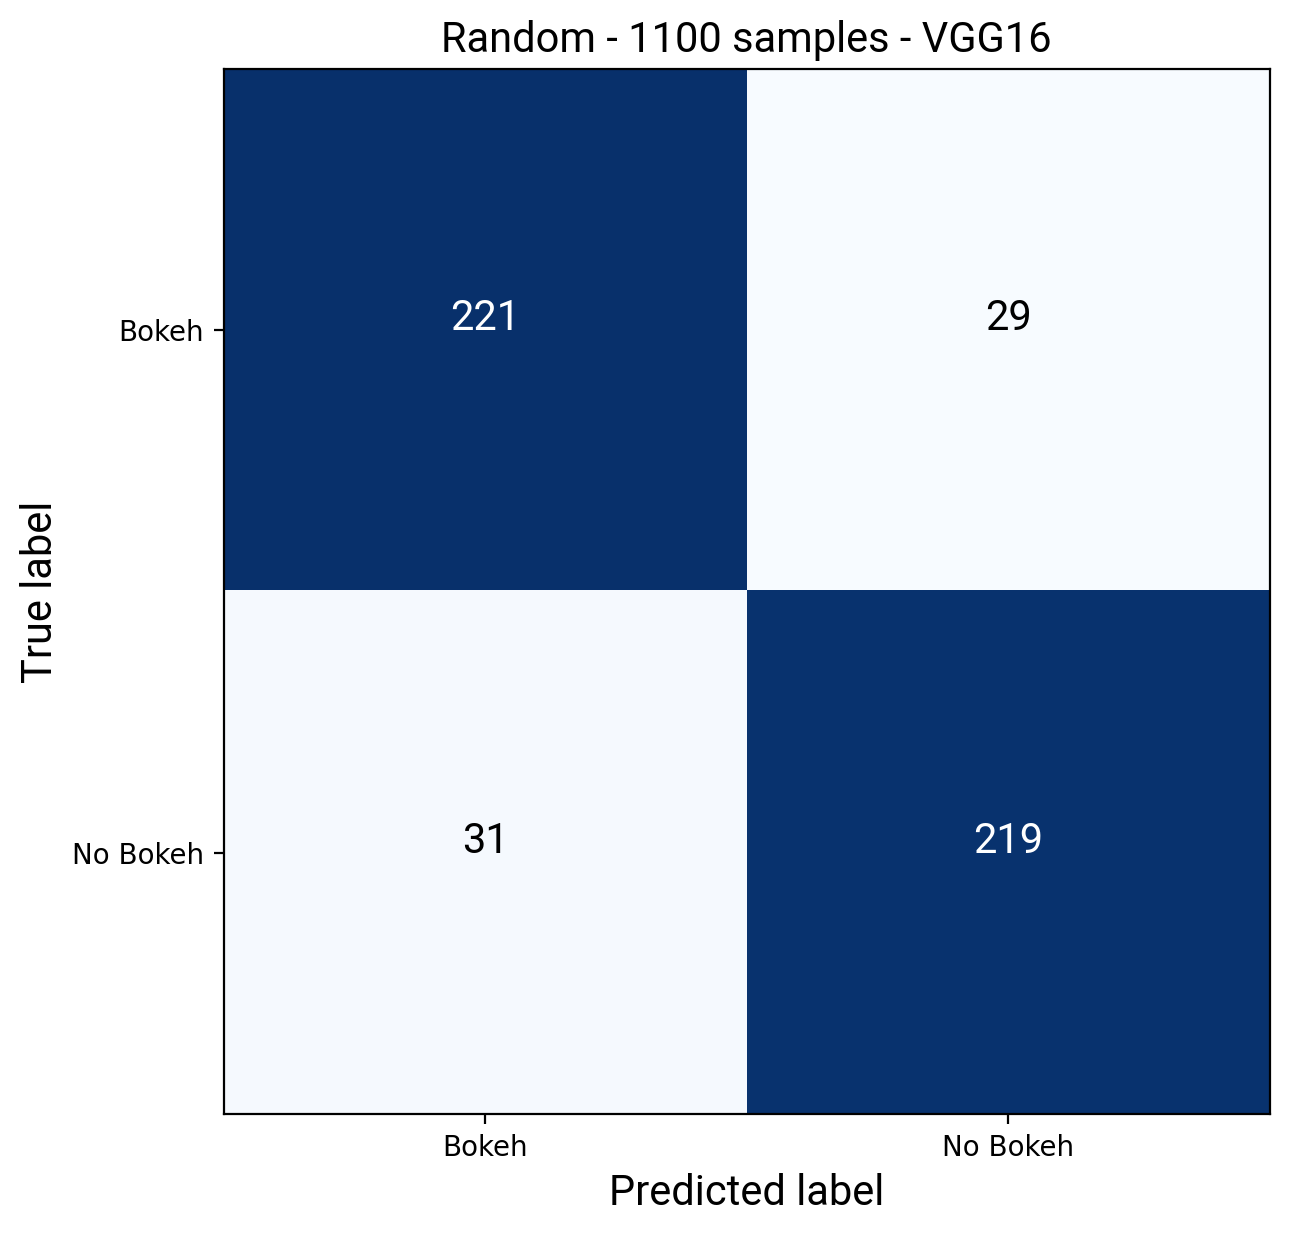 Random - 1100 samples - VGG16
221
29
Bokeh
True label
31
219
No Bokeh
Bokeh
No Bokeh
Predicted label